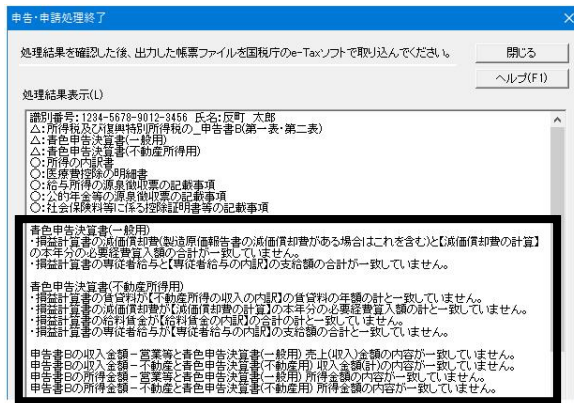 申告・申請処理終了
処理結果を確認した後、出力した帳票ファイルを国税庁のe-Taxソフトで取り込んでください。
閉じる
ヘルプ(F1)
処理結果表示(L)
識別番号:1234-5678-9012-3456 氏名:反町 太郎
△:所得税及び復興特別所得税の_申告書B(第一表・第二表)
△:青色申告決算書(一般用)
△:青色申告決算書(不動産所得用)
○:所得の内訳書
○:医療費控除の明細書
○:給与所得の源泉徴収票の記載事項
○:公的年金等の源泉徴収票の記載事項
○:社会保険料等に係る控除証明書等の記載事項
青色申告決算書(一般用)
・損益計算書の減価償却費(製造原価報告書の減価償却費がある場合はこれを含む)と【減価償却費の計算】
の本年分の必要経費算入額の合計が一致していません。
・損益計算書の専従者給与と【専従者給与の内訳】の支給額の合計が一致していません。
青色申告決算書(不動産所得用)
・損益計算書の賃貸料が【不動産所得の収入の内訳】の賃貸料の年額の計と一致していません。
・損益計算書の減価償却費が【減価償却費の計算】の本年分の必要経費算入額の計と一致していません。
・損益計算書の給料賃金が【給料賃金の内訳】の合計の計と一致していません。
・損益計算書の専従者給与が【専従者給与の内訳】の支給額の合計と一致していません。
申告書Bの収入金額－営業等と青色申告決算書(一般用) 売上(収入)金額の内容が一致していません。
申告書Bの収入金額－不動産と青色申告決算書(不動産用) 収入金額(計)の内容が一致していません。
申告書Bの所得金額－営業等と青色申告決算書(一般用) 所得金額の内容が一致していません。
申告書Bの所得金額－不動産と青色申告決算書(不動産用) 所得金額の内容が一致していません。